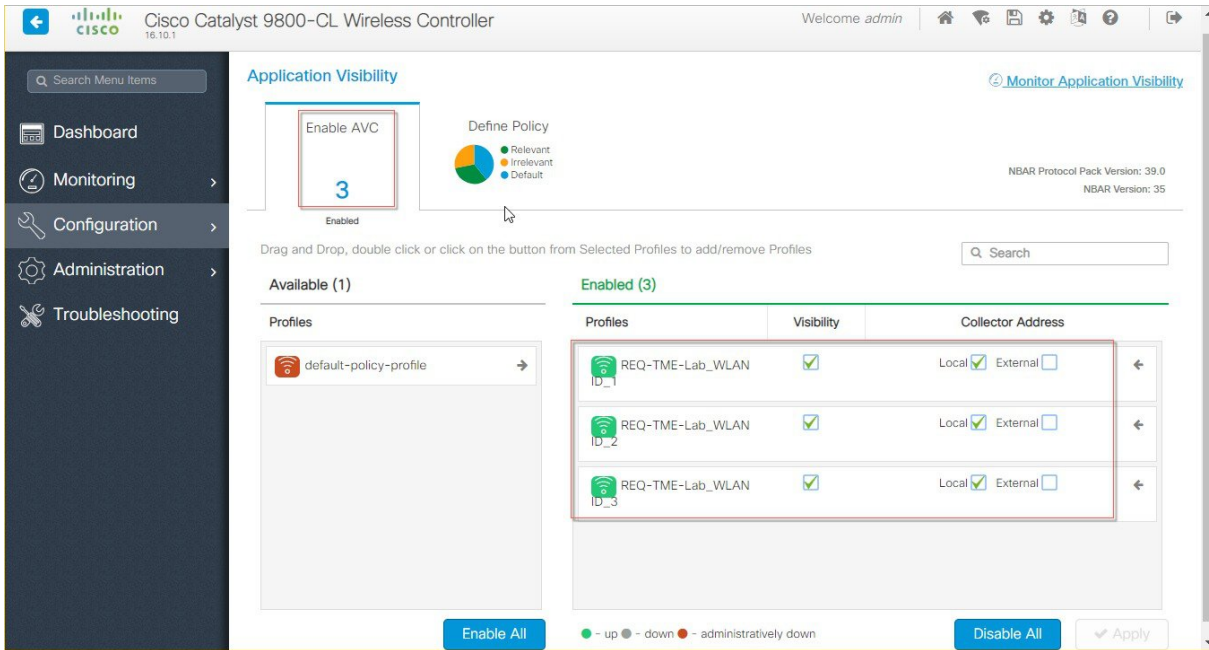 CISCO
Cisco Catalyst 9800-CL Wireless Controller
16.10.1
Welcome admin
Search Menu Items
Dashboard
Monitoring
Configuration
Administration
Troubleshooting
Application Visibility
Monitor Application Visibility
Enable AVC
3
Enabled
Define Policy
Relevant
Irrelevant
Default
NBAR Protocol Pack Version: 39.0
NBAR Version: 35
Drag and Drop, double click or click on the button from Selected Profiles to add/remove Profiles
Search
Available (1)
Profiles
default-policy-profile
Enable All
Enabled (3)
Profiles Visibility Collector Address
REQ-TME-Lab_WLAN Local External
ID_1
REQ-TME-Lab_WLAN Local External
ID_2
REQ-TME-Lab_WLAN Local External
ID_3
- up - down - administratively down
Disable All
Apply